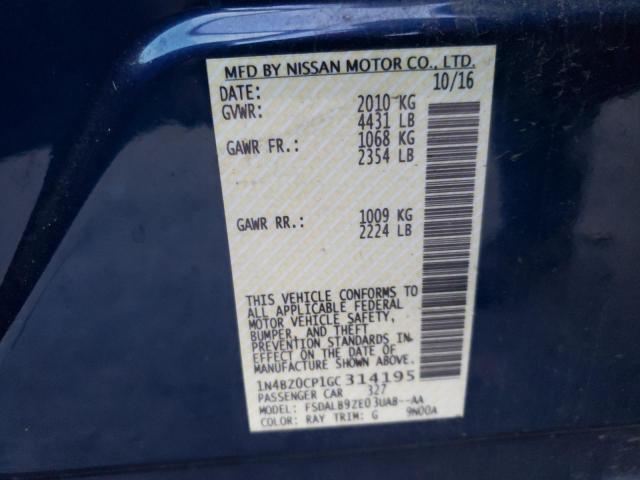 MFD BY NISSAN MOTOR CO., LTD.
DATE: 10/16
GVWR: 2010 KG
4431 LB
GAWR FR.: 1068 KG
2354 LB
GAWR RR.: 1009 KG
2224 LB
THIS VEHICLE CONFORMS TO
ALL APPLICABLE FEDERAL
MOTOR VEHICLE SAFETY,
BUMPER, AND THEFT
PREVENTION STANDARDS IN
EFFECT ON THE DATE OF
MANUFACTURE SHOWN ABOVE.
1N4BZ0CP1GC314195
PASSENGER CAR 327
MODEL: FSDALB9ZE03UAB--AA
COLOR: RAY TRIM: G 9N00A